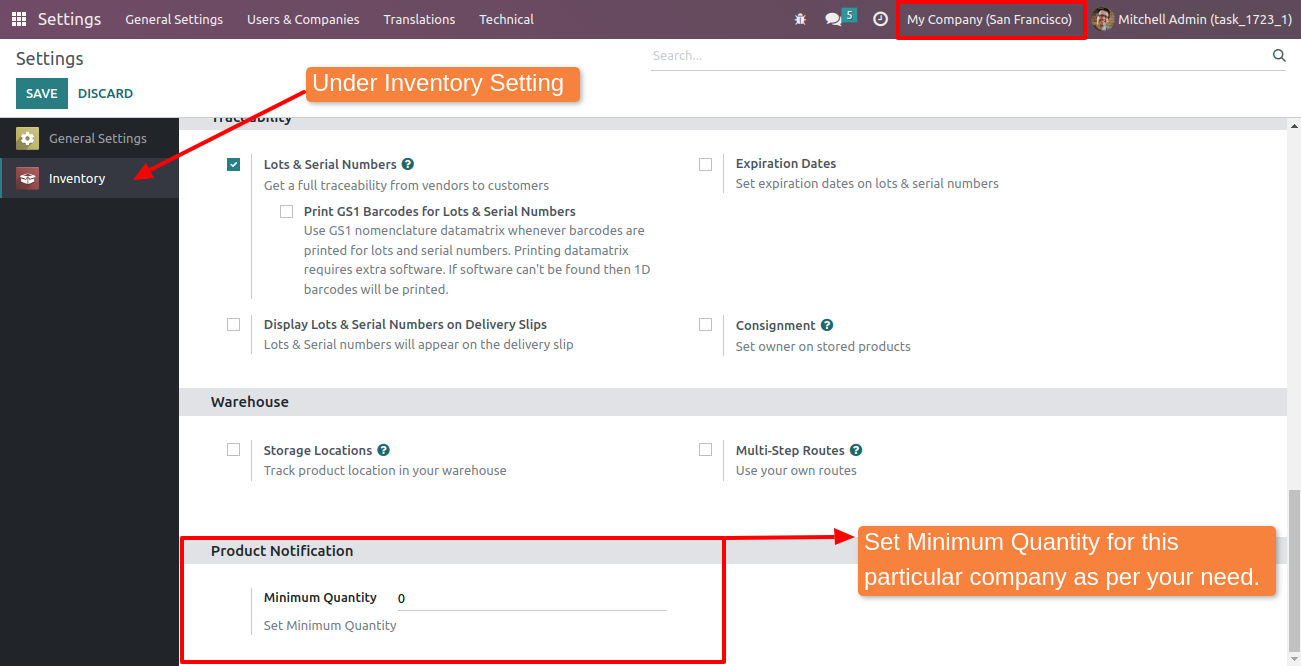 Settings General Settings Users & Companies Translations Technical 5 My Company (San Francisco) Mitchell Admin (task_1723_1)
Settings
Search...
SAVE DISCARD
Under Inventory Setting
General Settings
Inventory
Traceability
Lots & Serial Numbers ?
Get a full traceability from vendors to customers
Print GS1 Barcodes for Lots & Serial Numbers
Use GS1 nomenclature datamatrix whenever barcodes are
printed for lots and serial numbers. Printing datamatrix
requires extra software. If software can't be found then 1D
barcodes will be printed.
Expiration Dates
Set expiration dates on lots & serial numbers
Display Lots & Serial Numbers on Delivery Slips
Lots & Serial numbers will appear on the delivery slip
Consignment ?
Set owner on stored products
Warehouse
Storage Locations ?
Track product location in your warehouse
Multi-Step Routes ?
Use your own routes
Product Notification
Minimum Quantity 0
Set Minimum Quantity
Set Minimum Quantity for this
particular company as per your need.